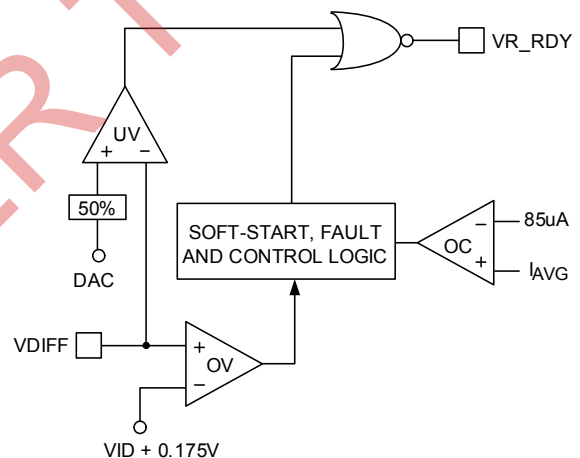 VR_RDY
UV
+ −
50%
DAC
SOFT-START, FAULT
AND CONTROL LOGIC
− 85uA
OC
+ IAVG
VDIFF
+
OV
−
VID + 0.175V